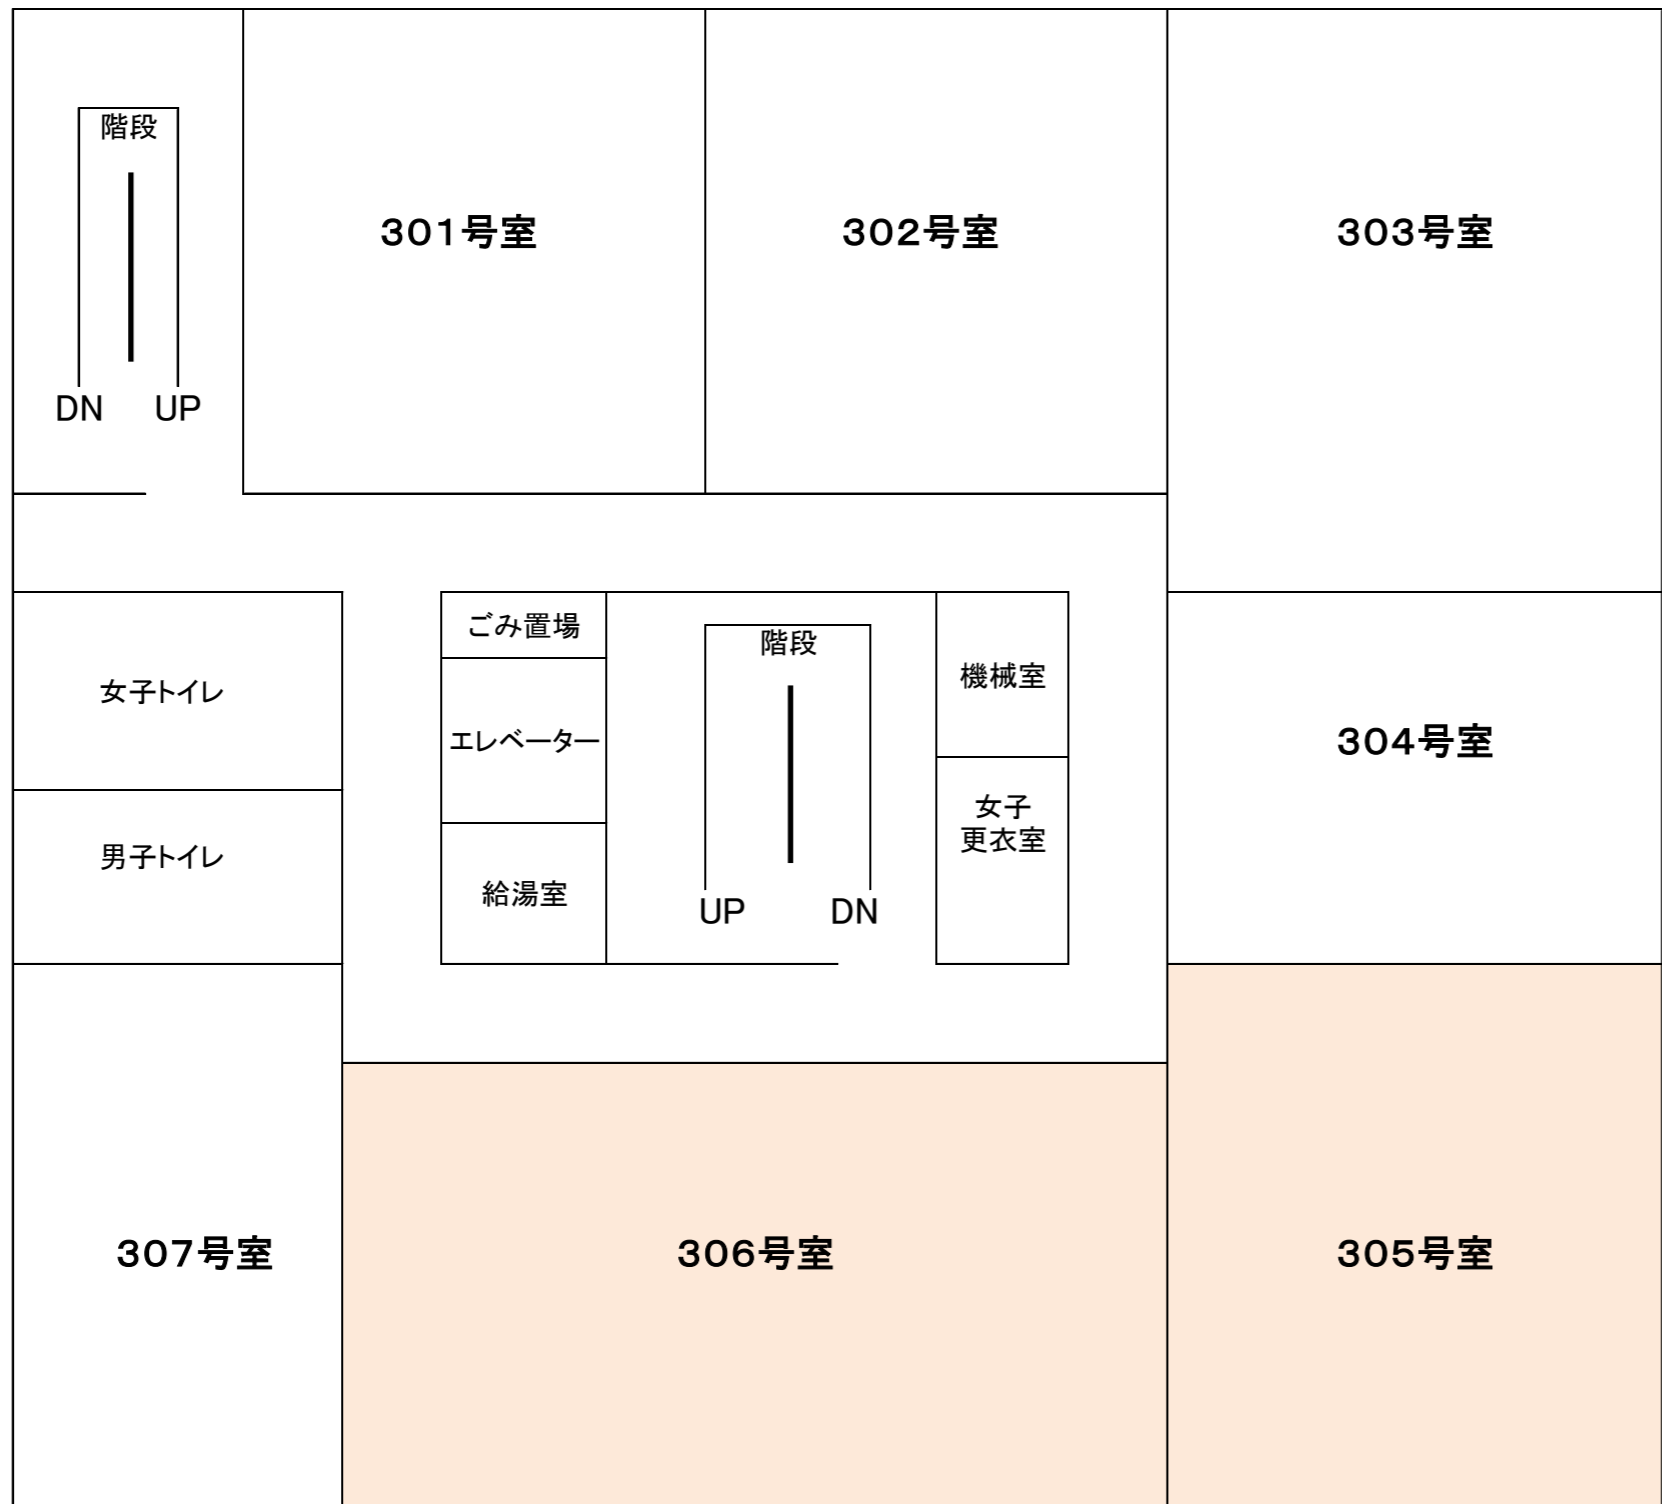 階段
DN UP
301号室
302号室
303号室
ごみ置場
階段
機械室
女子トイレ
エレベーター
304号室
女子
更衣室
男子トイレ
給湯室
UP DN
307号室
306号室
305号室